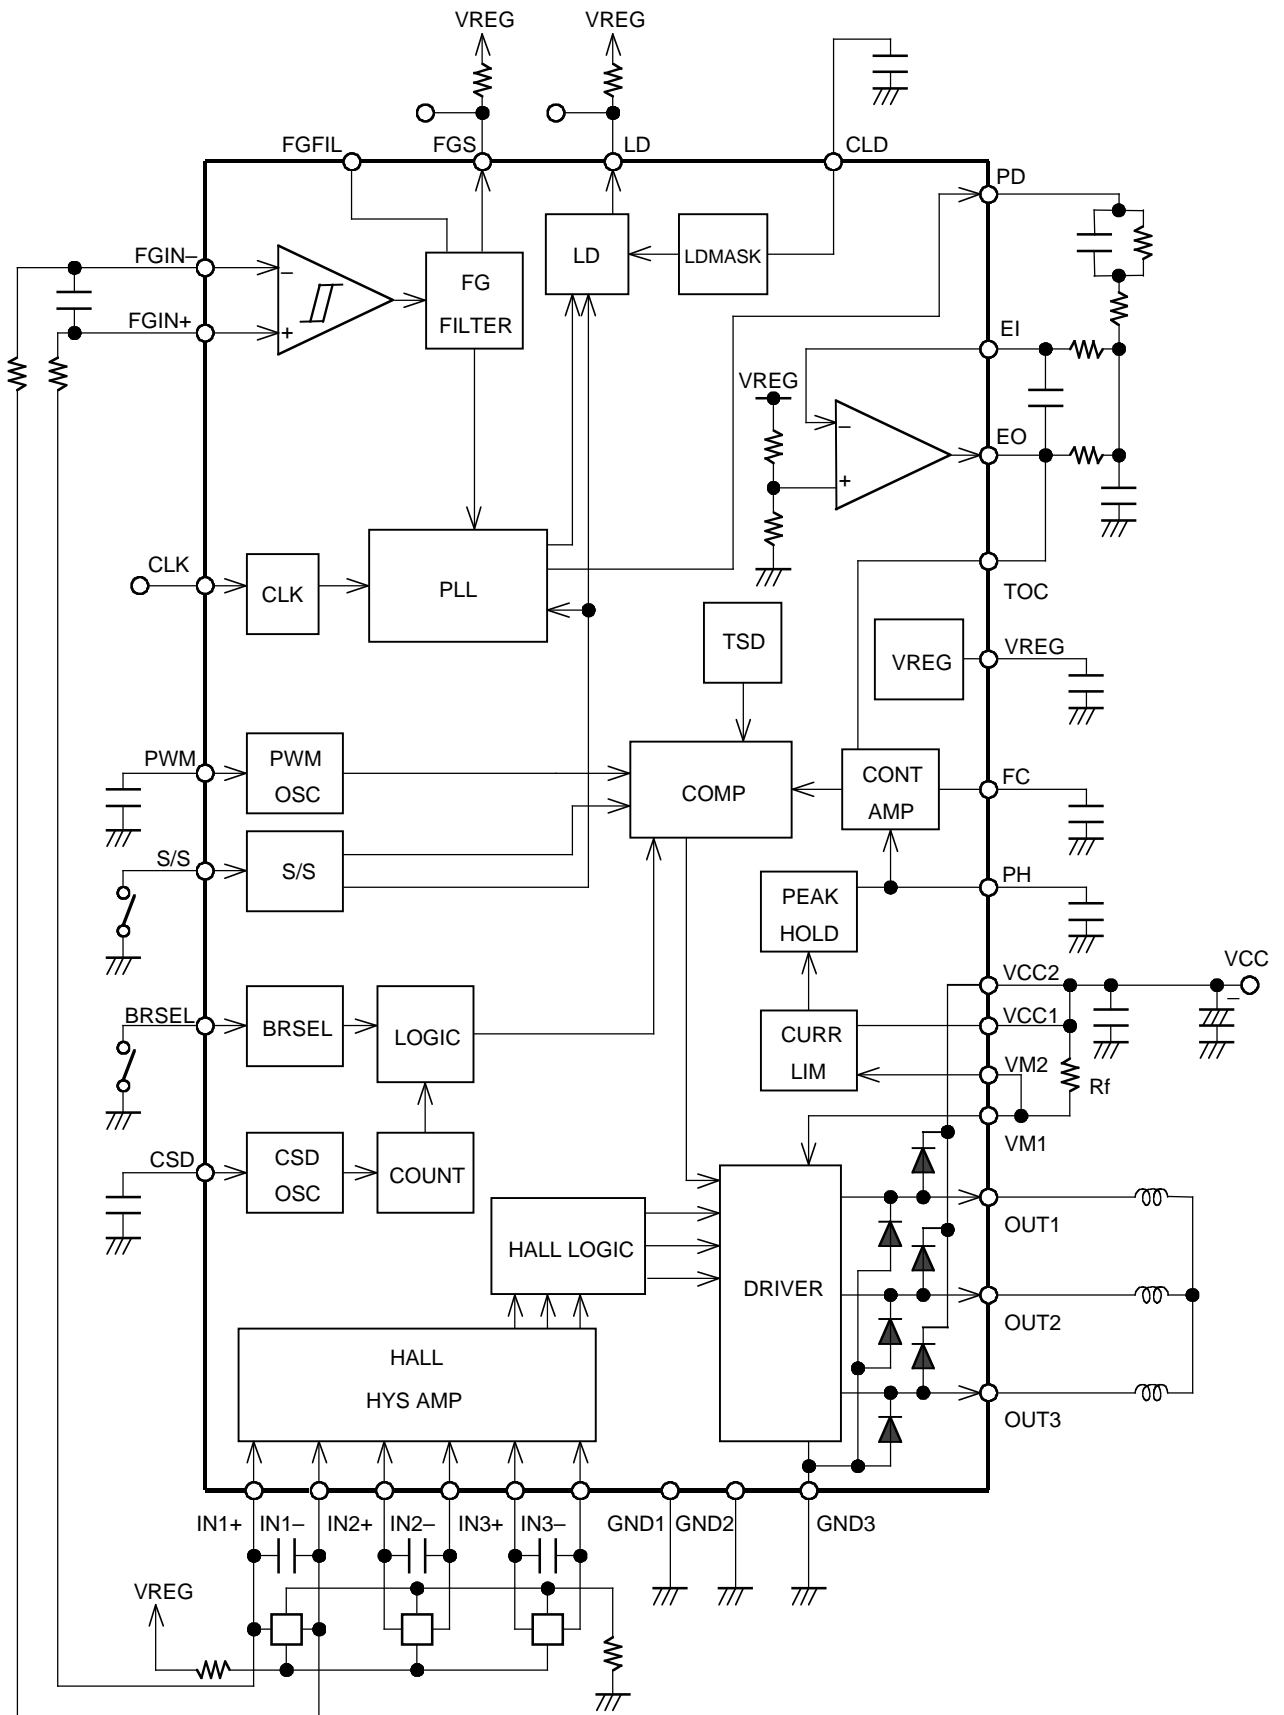 VREG
VREG
FGFIL
FGS
LD
CLD
PD
FGIN–
–
FGIN+
+
FG
FILTER
LD
LDMASK
EI
VREG
–
+
EO
CLK
CLK
PLL
TOC
TSD
VREG
VREG
PWM
PWM
OSC
COMP
CONT
AMP
FC
S/S
S/S
PEAK
HOLD
PH
VCC
VCC2
–
BRSEL
BRSEL
LOGIC
CURR
LIM
VCC1
VM2
Rf
VM1
CSD
CSD
OSC
COUNT
HALL LOGIC
DRIVER
OUT1
OUT2
OUT3
HALL
HYS AMP
IN1+
IN1–
IN2+
IN2–
IN3+
IN3–
GND1
GND2
GND3
VREG